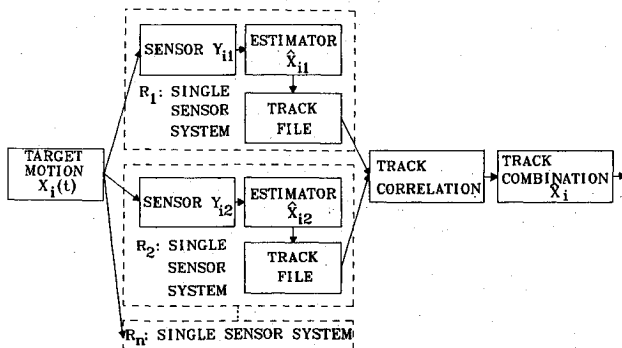 SENSOR Y_i1
ESTIMATOR
X̂_i1
R_1: SINGLE
SENSOR
SYSTEM
TRACK
FILE
TARGET
MOTION
X_i(t)
SENSOR Y_i2
ESTIMATOR
X̂_i2
R_2: SINGLE
SENSOR
SYSTEM
TRACK
FILE
TRACK
CORRELATION
TRACK
COMBINATION
X̂_i
R_n: SINGLE SENSOR SYSTEM